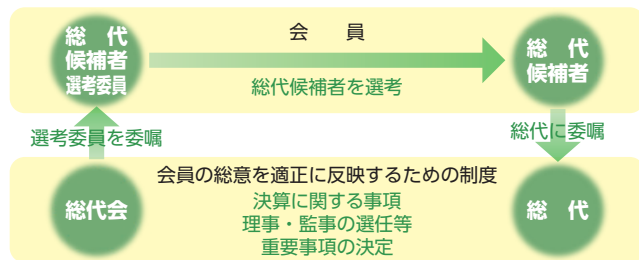 会　員
総　代
候補者
選考委員
総代候補者を選考
総　代
候補者
選考委員を委嘱
総代に委嘱
会員の総意を適正に反映するための制度
総代会
決算に関する事項
理事・監事の選任等
重要事項の決定
総　代